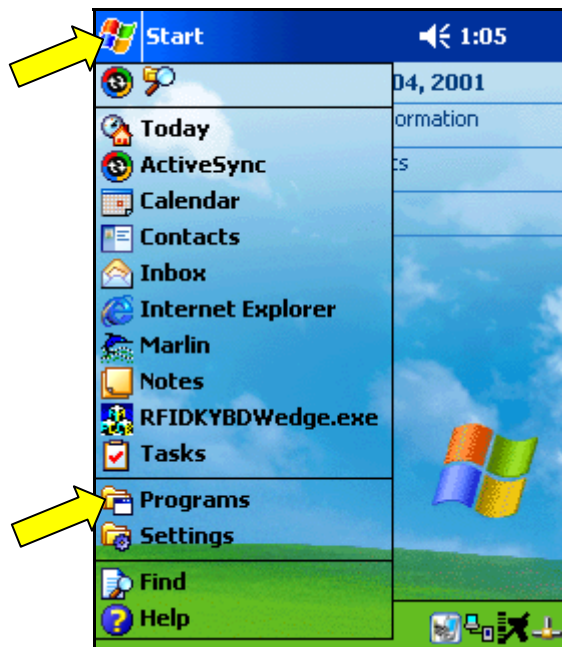 Start 1:05
04, 2001
Today
ormation
ActiveSync
ts
Calendar
Contacts
Inbox
Internet Explorer
Marlin
Notes
RFIDKYBDWedge.exe
Tasks
Programs
Settings
Find
Help